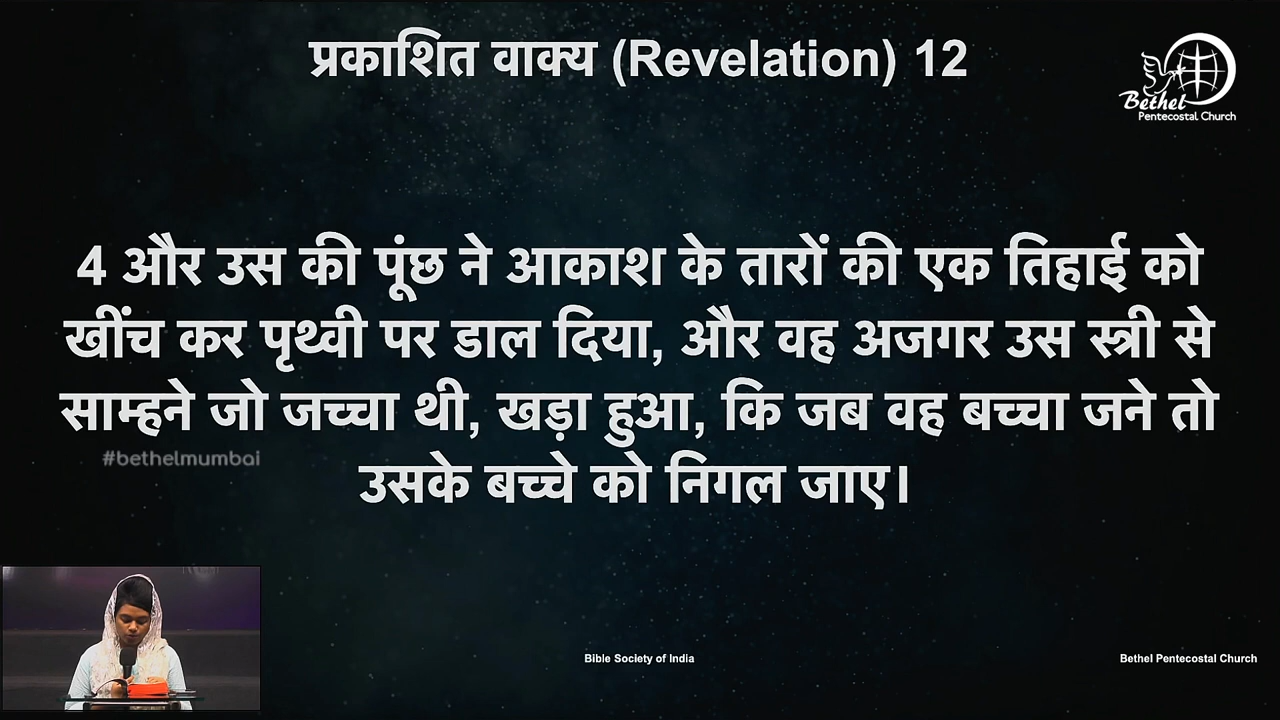 प्रकाशित वाक्य (Revelation) 12
Bethel
Pentecostal Church
4 और उस की पूंछ ने आकाश के तारों की एक तिहाई को
खींच कर पृथ्वी पर डाल दिया, और वह अजगर उस स्त्री से
साम्हने जो जच्चा थी, खड़ा हुआ, कि जब वह बच्चा जने तो
#bethelmumbai
उसके बच्चे को निगल जाए।
Bible Society of India
Bethel Pentecostal Church